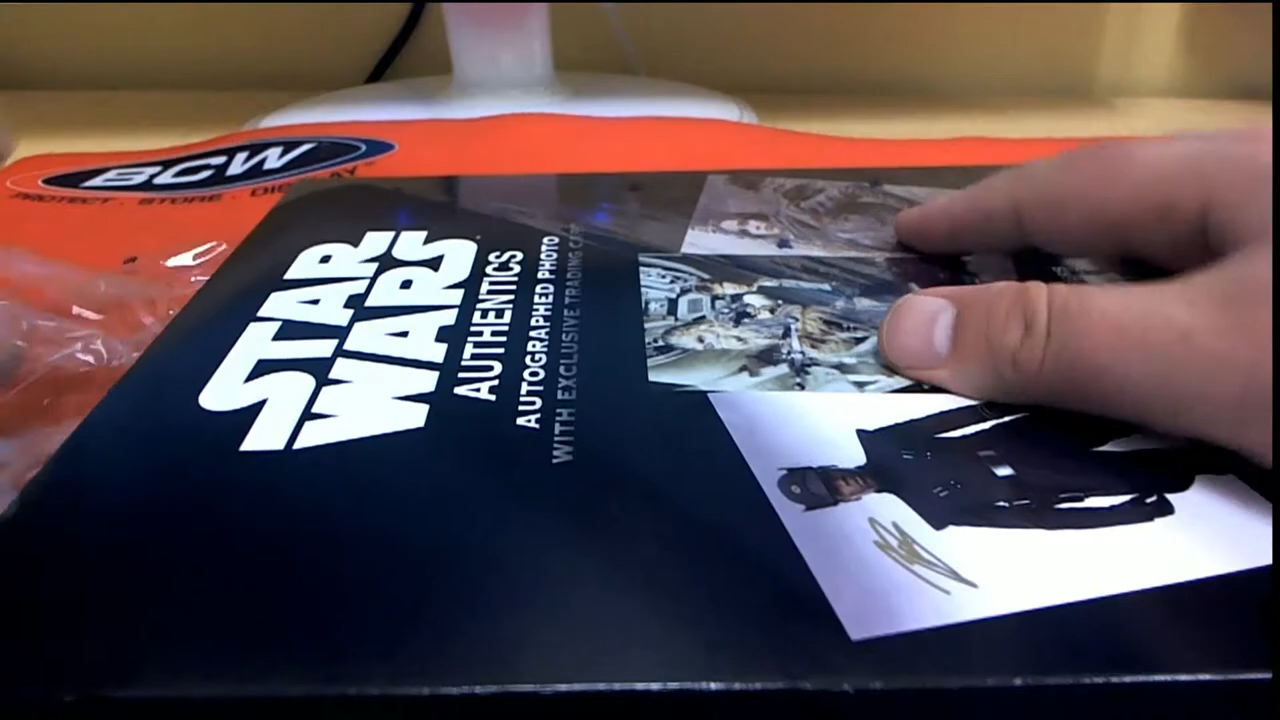 BCW
PROTECT . STORE . DISPLAY
STAR
WARS
AUTHENTICS
AUTOGRAPHED PHOTO
WITH EXCLUSIVE TRADING CARD